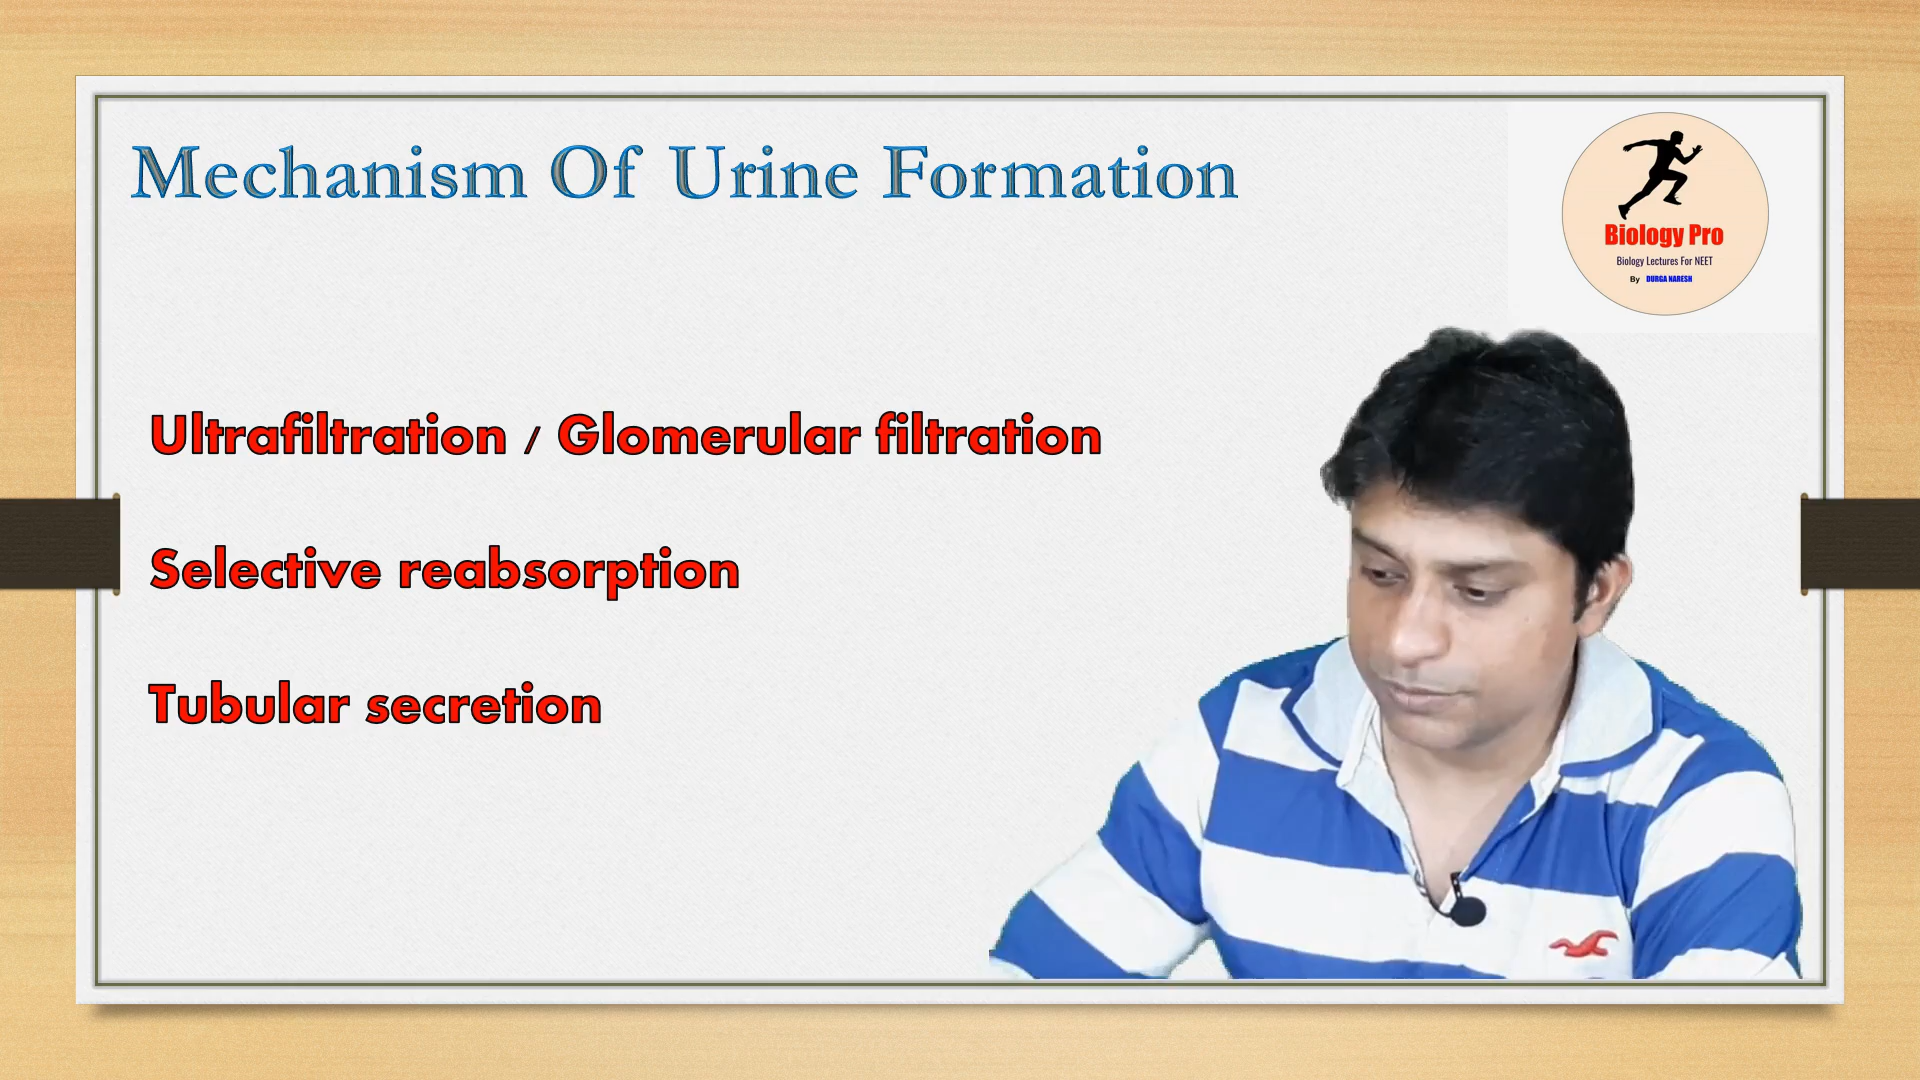 Mechanism Of Urine Formation
Biology Pro
Biology Lectures For NEET
By DURGA NARESH
Ultrafiltration / Glomerular filtration
Selective reabsorption
Tubular secretion